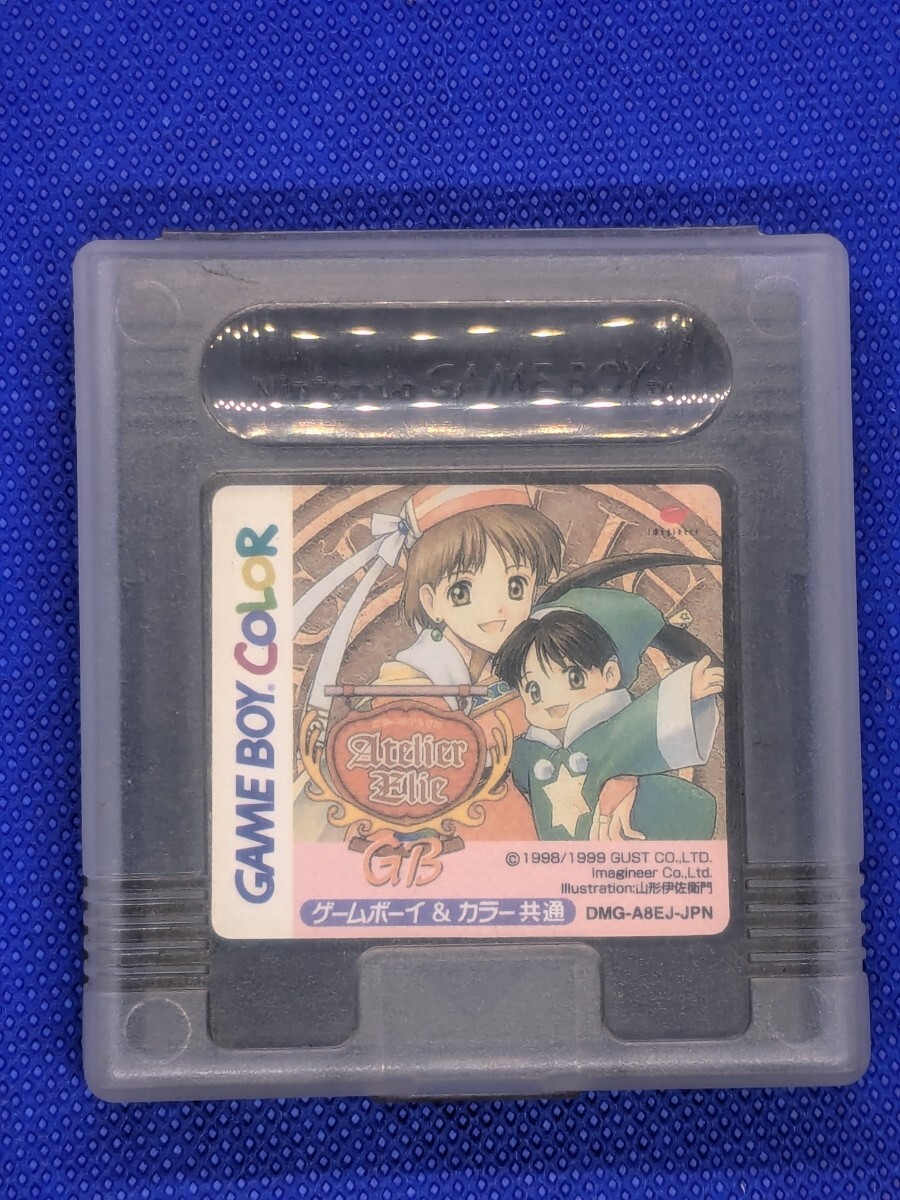 Nintendo GAME BOY TM
GAME BOY COLOR
imagineer
Atelier
Elie
GB
©1998/1999 GUST CO.,LTD.
Imagineer Co.,Ltd.
Illustration:山形伊佐衛門
ゲームボーイ & カラー共通
DMG-A8EJ-JPN